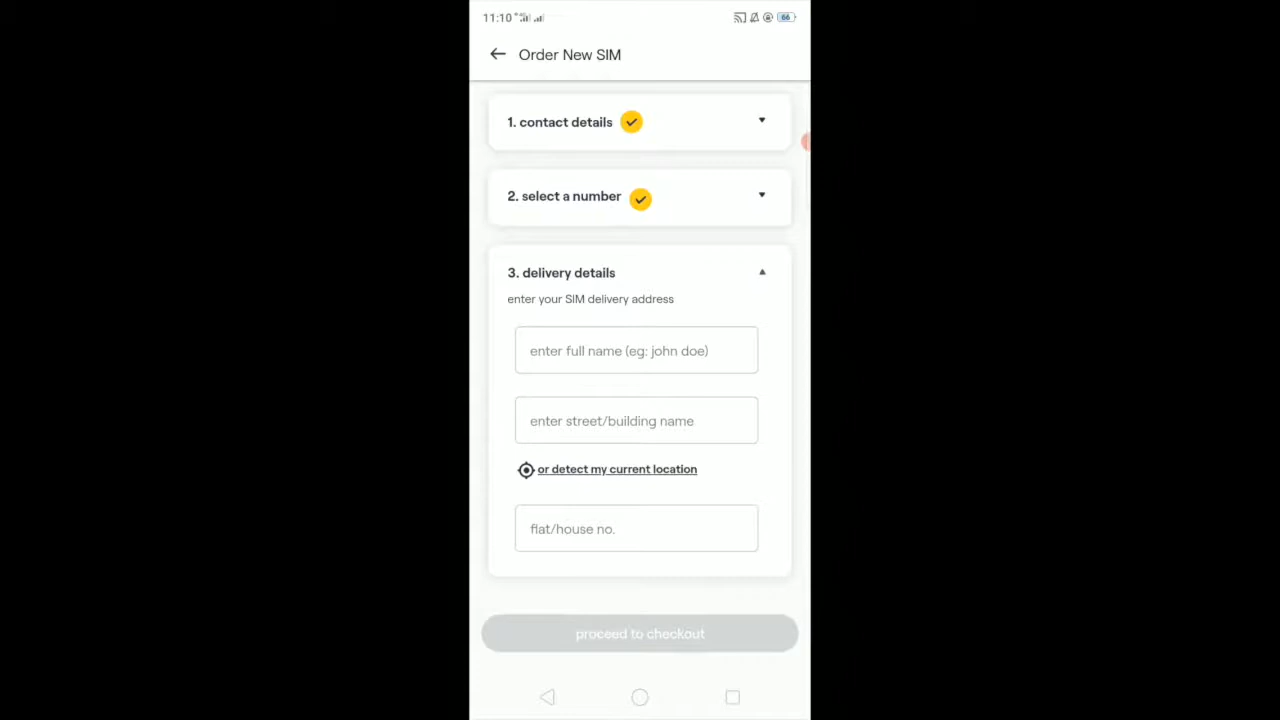 11:10
66
Order New SIM
1. contact details
2. select a number
3. delivery details
enter your SIM delivery address
enter full name (eg: john doe)
enter street/building name
or detect my current location
flat/house no.
proceed to checkout